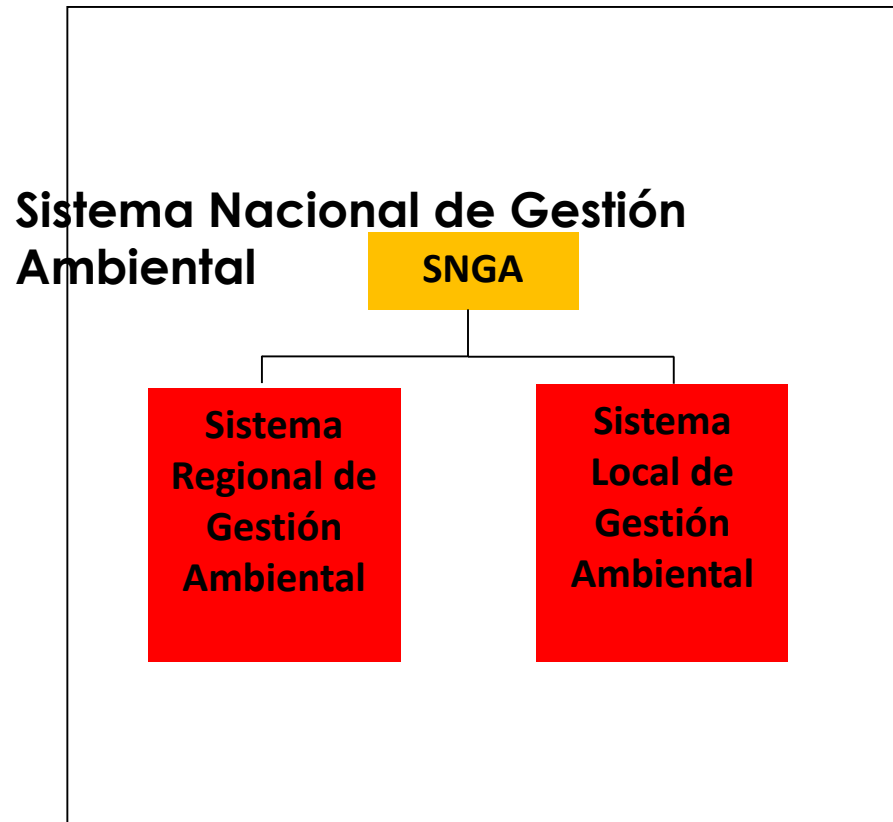 Sistema Nacional de Gestión
Ambiental
SNGA
Sistema
Regional de
Gestión
Ambiental
Sistema
Local de
Gestión
Ambiental